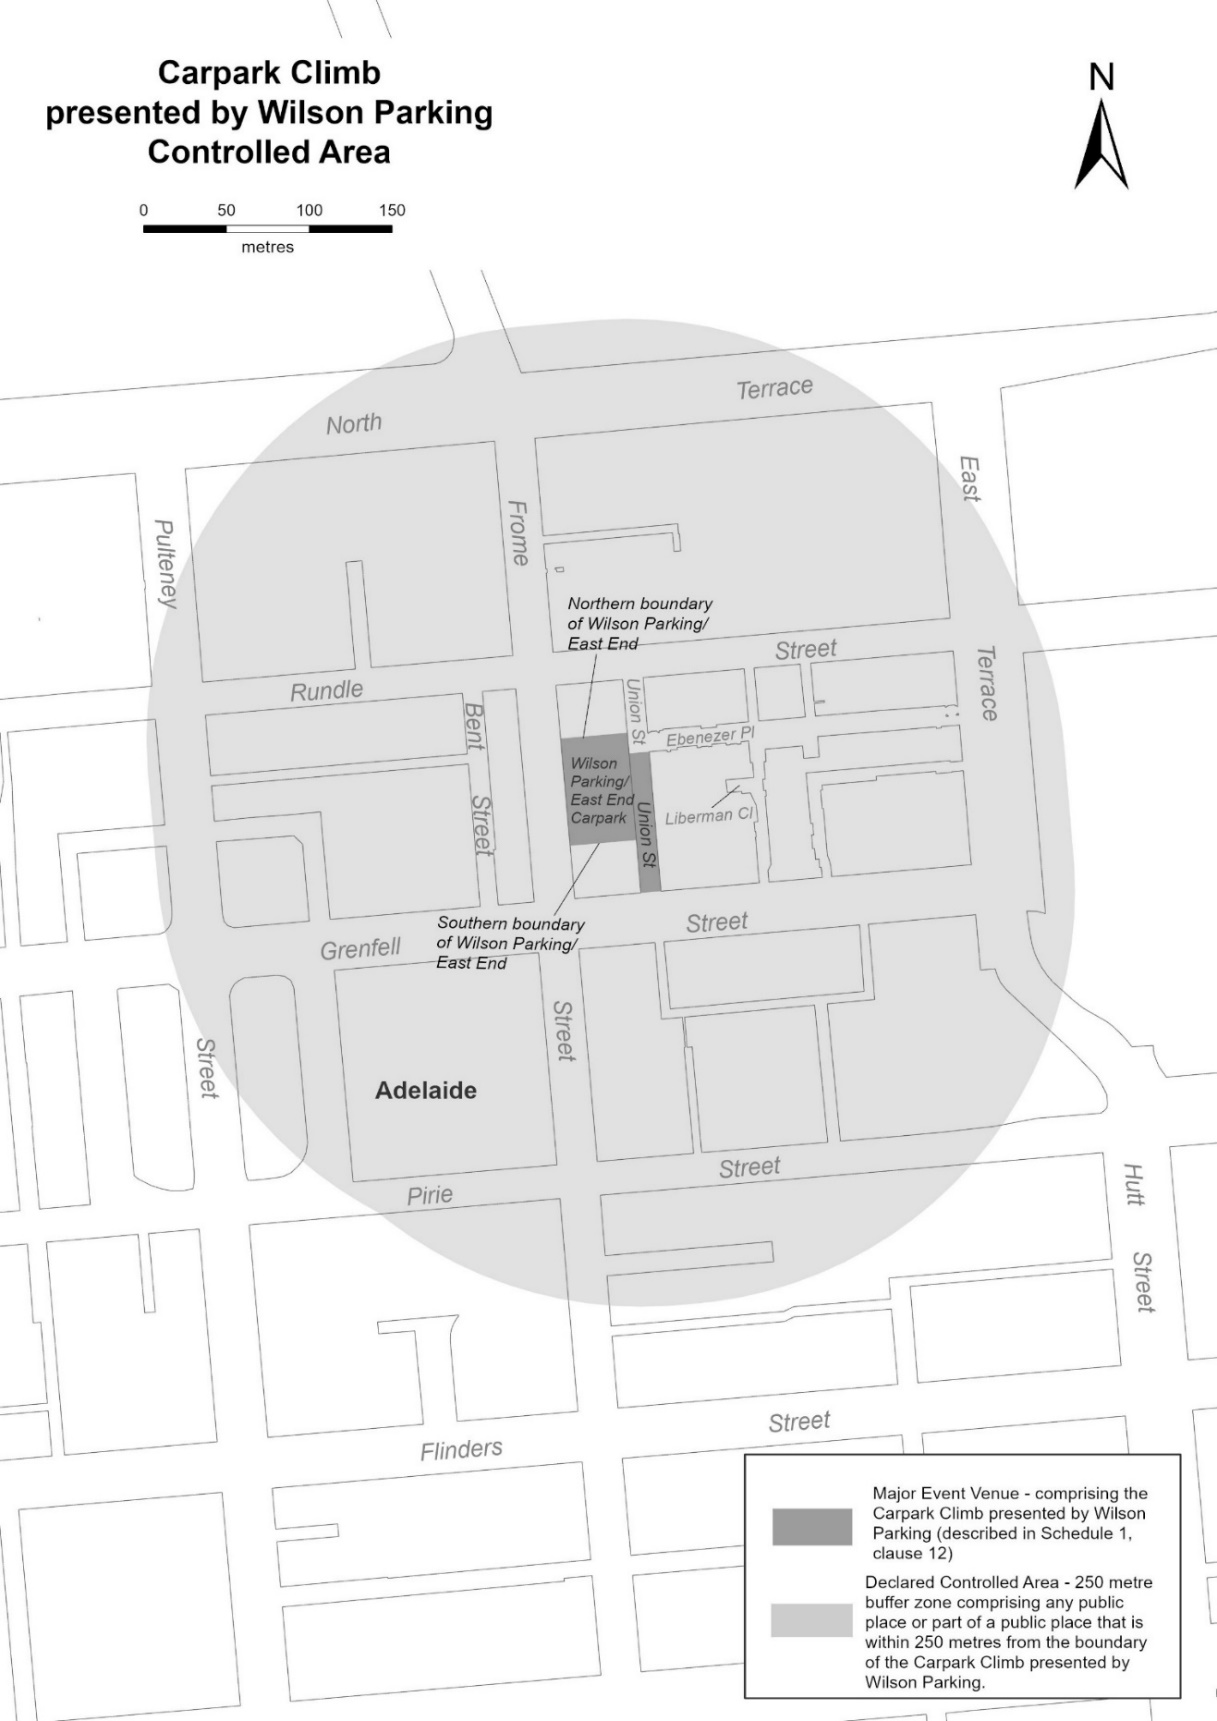 Carpark Climb
presented by Wilson Parking
Controlled Area
N
0 50 100 150
metres
North
Terrace
East
Terrace
Pulteney
Street
Frome
Street
Northern boundary
of Wilson Parking/
East End
Rundle
Street
Bent
Street
Union St
Ebenezer Pl
Wilson
Parking/
East End
Carpark
Union St
Liberman Cl
Southern boundary
of Wilson Parking/
East End
Grenfell
Street
Adelaide
Pirie
Street
Hutt
Street
Flinders
Street
Major Event Venue - comprising the
Carpark Climb presented by Wilson
Parking (described in Schedule 1,
clause 12)
Declared Controlled Area - 250 metre
buffer zone comprising any public
place or part of a public place that is
within 250 metres from the boundary
of the Carpark Climb presented by
Wilson Parking.